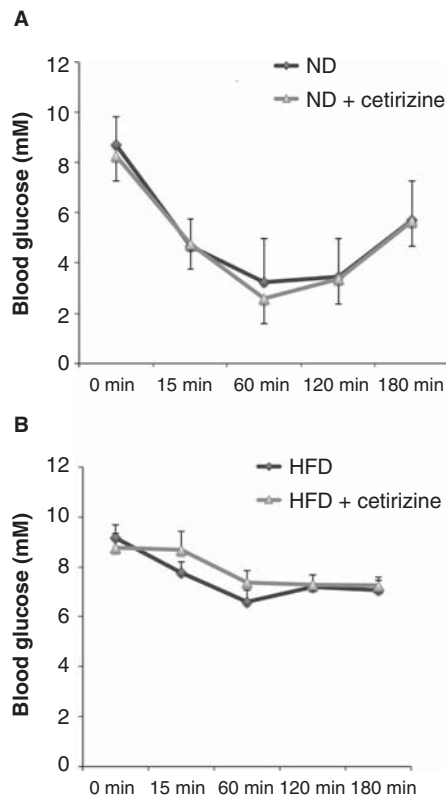 A
Blood glucose (mM)
12
10
8
6
4
2
0
ND
ND + cetirizine
0 min 15 min 60 min 120 min 180 min
B
Blood glucose (mM)
12
10
8
6
4
2
0
HFD
HFD + cetirizine
0 min 15 min 60 min 120 min 180 min